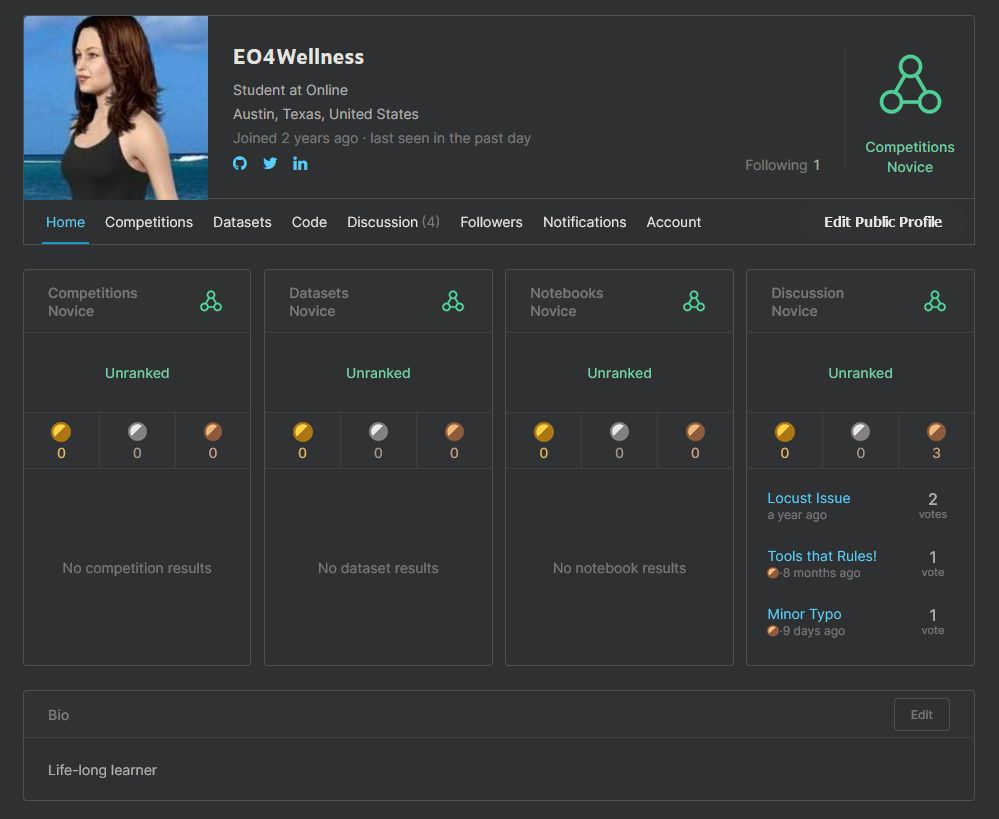 EO4Wellness
Student at Online
Austin, Texas, United States
Joined 2 years ago · last seen in the past day
in
Following 1
Competitions
Novice
Home Competitions Datasets Code Discussion (4) Followers Notifications Account Edit Public Profile
Competitions
Novice
Unranked
0 0 0
No competition results
Datasets
Novice
Unranked
0 0 0
No dataset results
Notebooks
Novice
Unranked
0 0 0
No notebook results
Discussion
Novice
Unranked
0 0 3
Locust Issue 2
a year ago votes
Tools that Rules! 1
·8 months ago vote
Minor Typo 1
·9 days ago vote
Bio Edit
Life-long learner